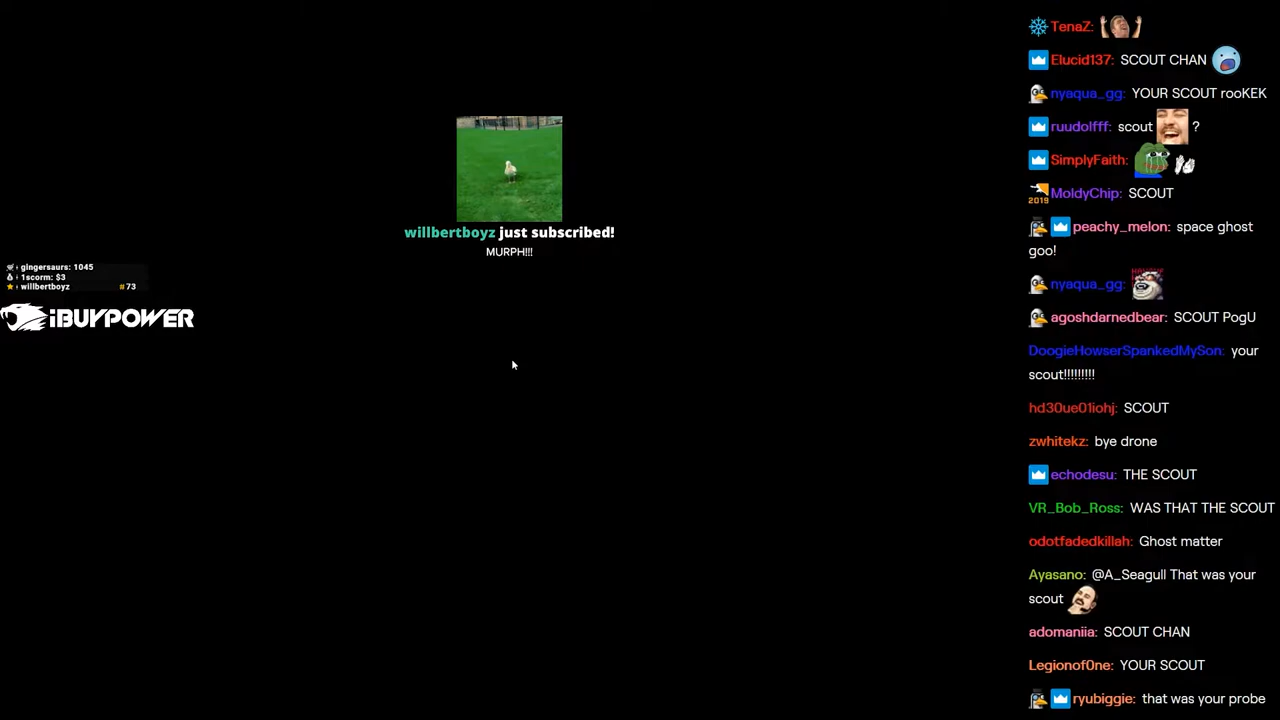 willbertboyz just subscribed!
MURPH!!!
gingersaurs: 1045
1scorm: $3
willbertboyz #73
iBUYPOWER
TenaZ:
Elucid137: SCOUT CHAN
nyaqua_gg: YOUR SCOUT rooKEK
ruudolfff: scout ?
SimplyFaith:
2019 MoldyChip: SCOUT
peachy_melon: space ghost
goo!
nyaqua_gg:
agoshdarnedbear: SCOUT PogU
DoogieHowserSpankedMySon: your
scout!!!!!!!!!
hd30ue01iohj: SCOUT
zwhitekz: bye drone
echodesu: THE SCOUT
VR_Bob_Ross: WAS THAT THE SCOUT
odotfadedkillah: Ghost matter
Ayasano: @A_Seagull That was your
scout
adomaniia: SCOUT CHAN
Legionof0ne: YOUR SCOUT
ryubiggie: that was your probe